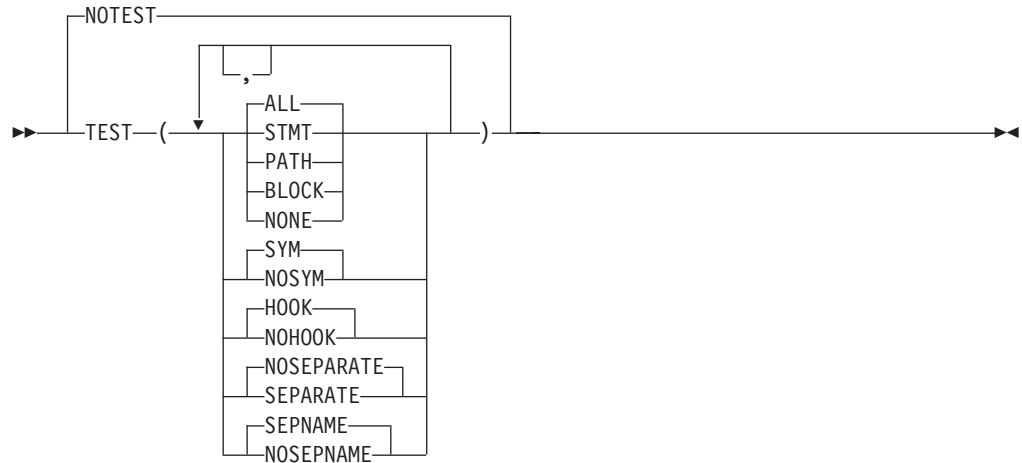 NOTEST
,
ALL
TEST ( STMT )
PATH
BLOCK
NONE
SYM
NOSYM
HOOK
NOHOOK
NOSEPARATE
SEPARATE
SEPNAME
NOSEPNAME